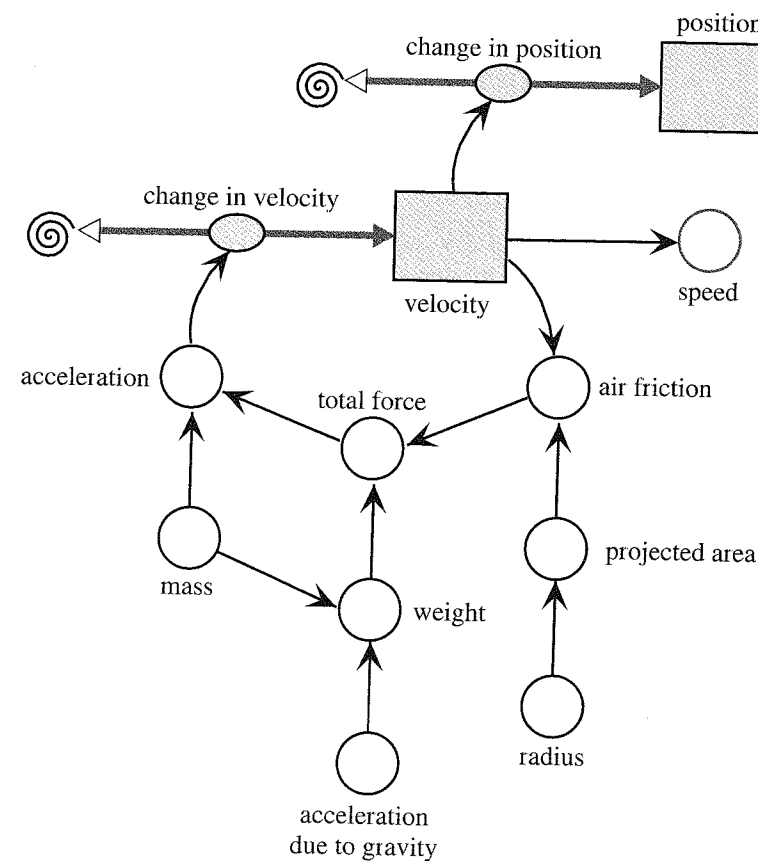 position
change in position
change in velocity
velocity
speed
acceleration
total force
air friction
mass
weight
projected area
radius
acceleration
due to gravity